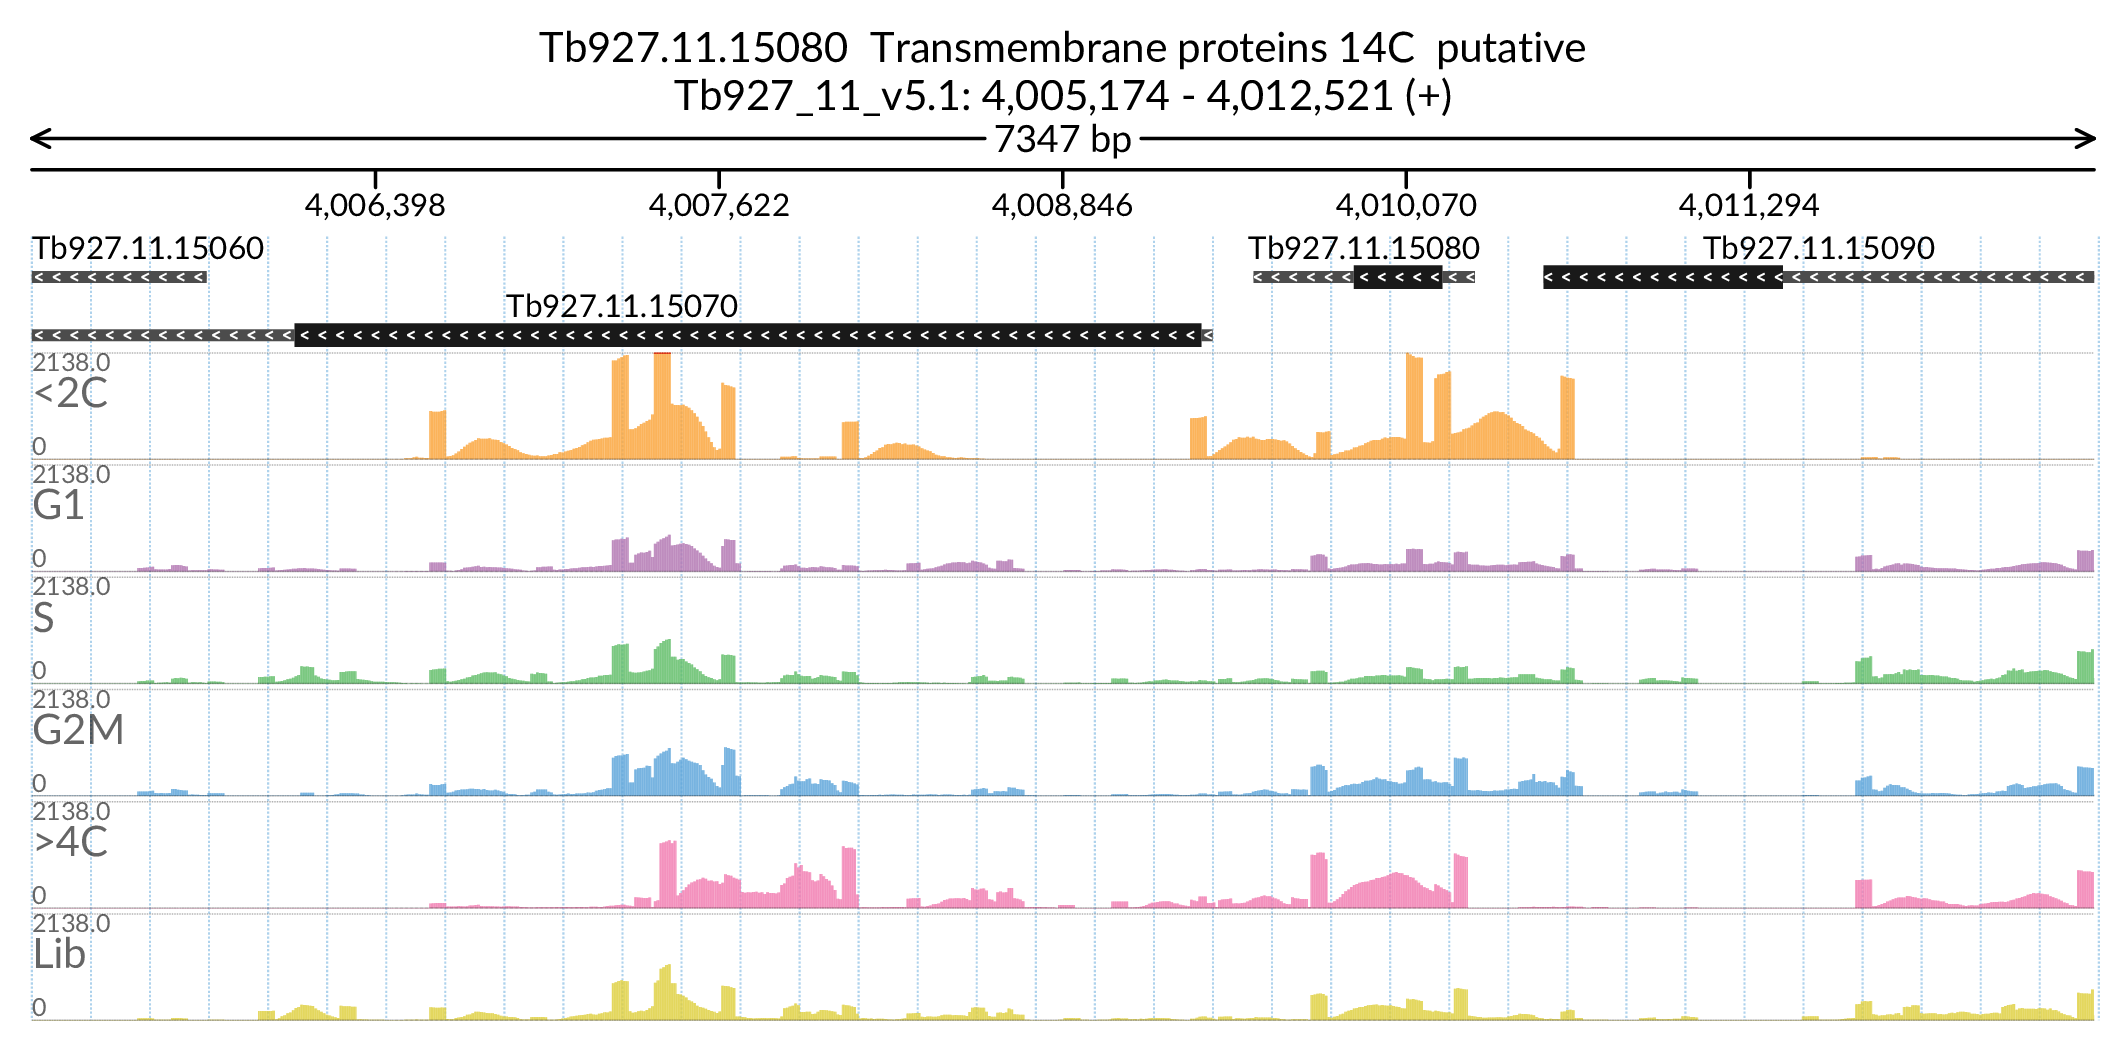 Tb927.11.15080  Transmembrane proteins 14C  putative
Tb927_11_v5.1: 4,005,174 - 4,012,521 (+)
7347 bp
4,006,398 4,007,622 4,008,846 4,010,070 4,011,294
Tb927.11.15060 Tb927.11.15080 Tb927.11.15090
Tb927.11.15070
2138.0
<2C
0
2138.0
G1
0
2138.0
S
0
2138.0
G2M
0
2138.0
>4C
0
2138.0
Lib
0